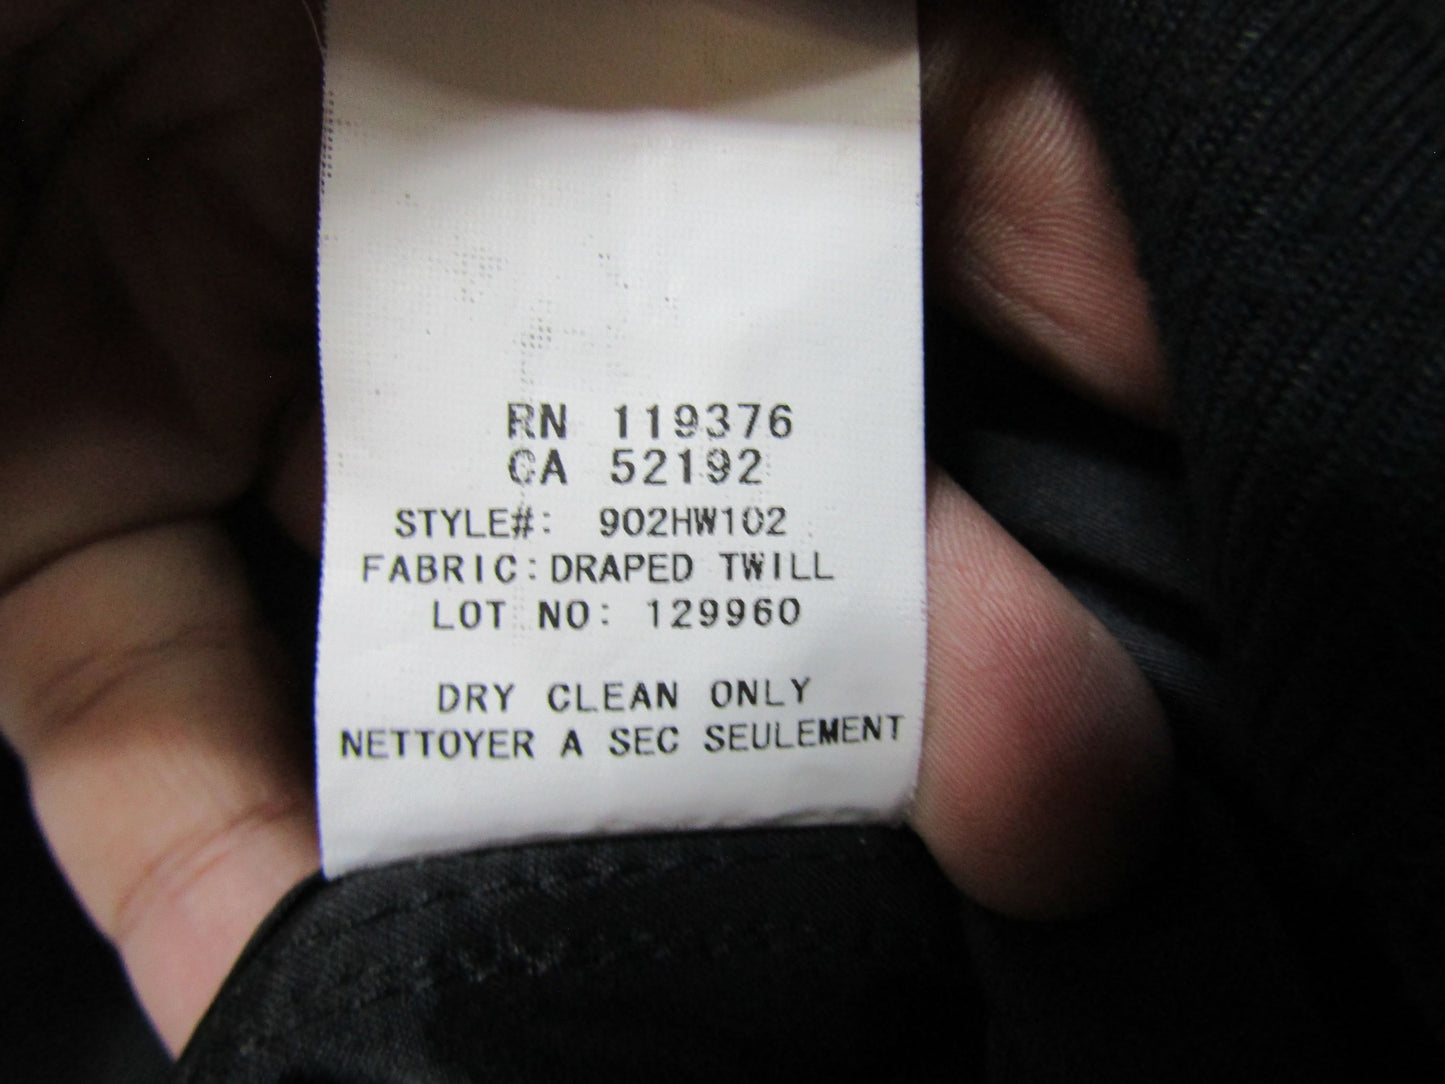 RN 119376
CA 52192
STYLE#: 902HW102
FABRIC:DRAPED TWILL
LOT NO: 129960
DRY CLEAN ONLY
NETTOYER A SEC SEULEMENT